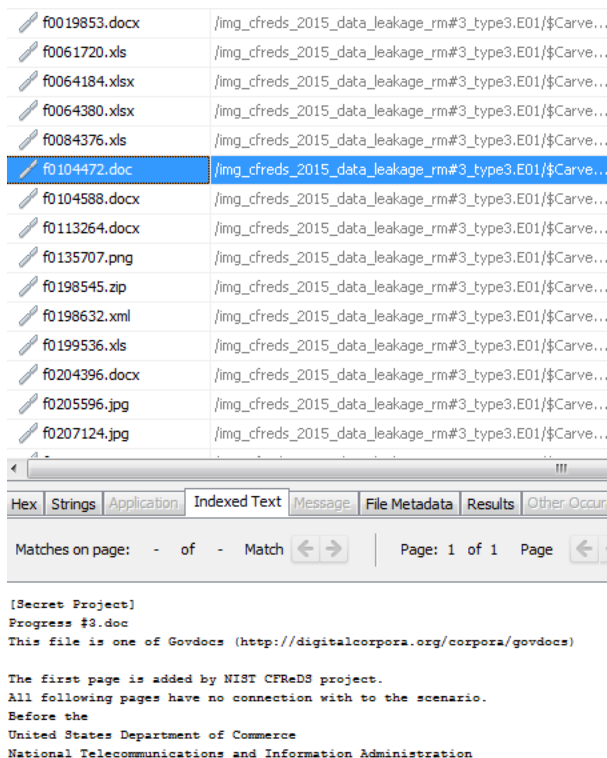 f0019853.docx /img_cfreds_2015_data_leakage_rm#3_type3.E01/$Carve...
f0061720.xls /img_cfreds_2015_data_leakage_rm#3_type3.E01/$Carve...
f0064184.xlsx /img_cfreds_2015_data_leakage_rm#3_type3.E01/$Carve...
f0064380.xlsx /img_cfreds_2015_data_leakage_rm#3_type3.E01/$Carve...
f0084376.xls /img_cfreds_2015_data_leakage_rm#3_type3.E01/$Carve...
f0104472.doc /img_cfreds_2015_data_leakage_rm#3_type3.E01/$Carve...
f0104588.docx /img_cfreds_2015_data_leakage_rm#3_type3.E01/$Carve...
f0113264.docx /img_cfreds_2015_data_leakage_rm#3_type3.E01/$Carve...
f0135707.png /img_cfreds_2015_data_leakage_rm#3_type3.E01/$Carve...
f0198545.zip /img_cfreds_2015_data_leakage_rm#3_type3.E01/$Carve...
f0198632.xml /img_cfreds_2015_data_leakage_rm#3_type3.E01/$Carve...
f0199536.xls /img_cfreds_2015_data_leakage_rm#3_type3.E01/$Carve...
f0204396.docx /img_cfreds_2015_data_leakage_rm#3_type3.E01/$Carve...
f0205596.jpg /img_cfreds_2015_data_leakage_rm#3_type3.E01/$Carve...
f0207124.jpg /img_cfreds_2015_data_leakage_rm#3_type3.E01/$Carve...
Hex Strings Application Indexed Text Message File Metadata Results Other Occur
Matches on page: - of - Match Page: 1 of 1 Page
[Secret Project]
Progress #3.doc
This file is one of Govdocs (http://digitalcorpora.org/corpora/govdocs)
The first page is added by NIST CFReDS project.
All following pages have no connection with to the scenario.
Before the
United States Department of Commerce
National Telecommunications and Information Administration